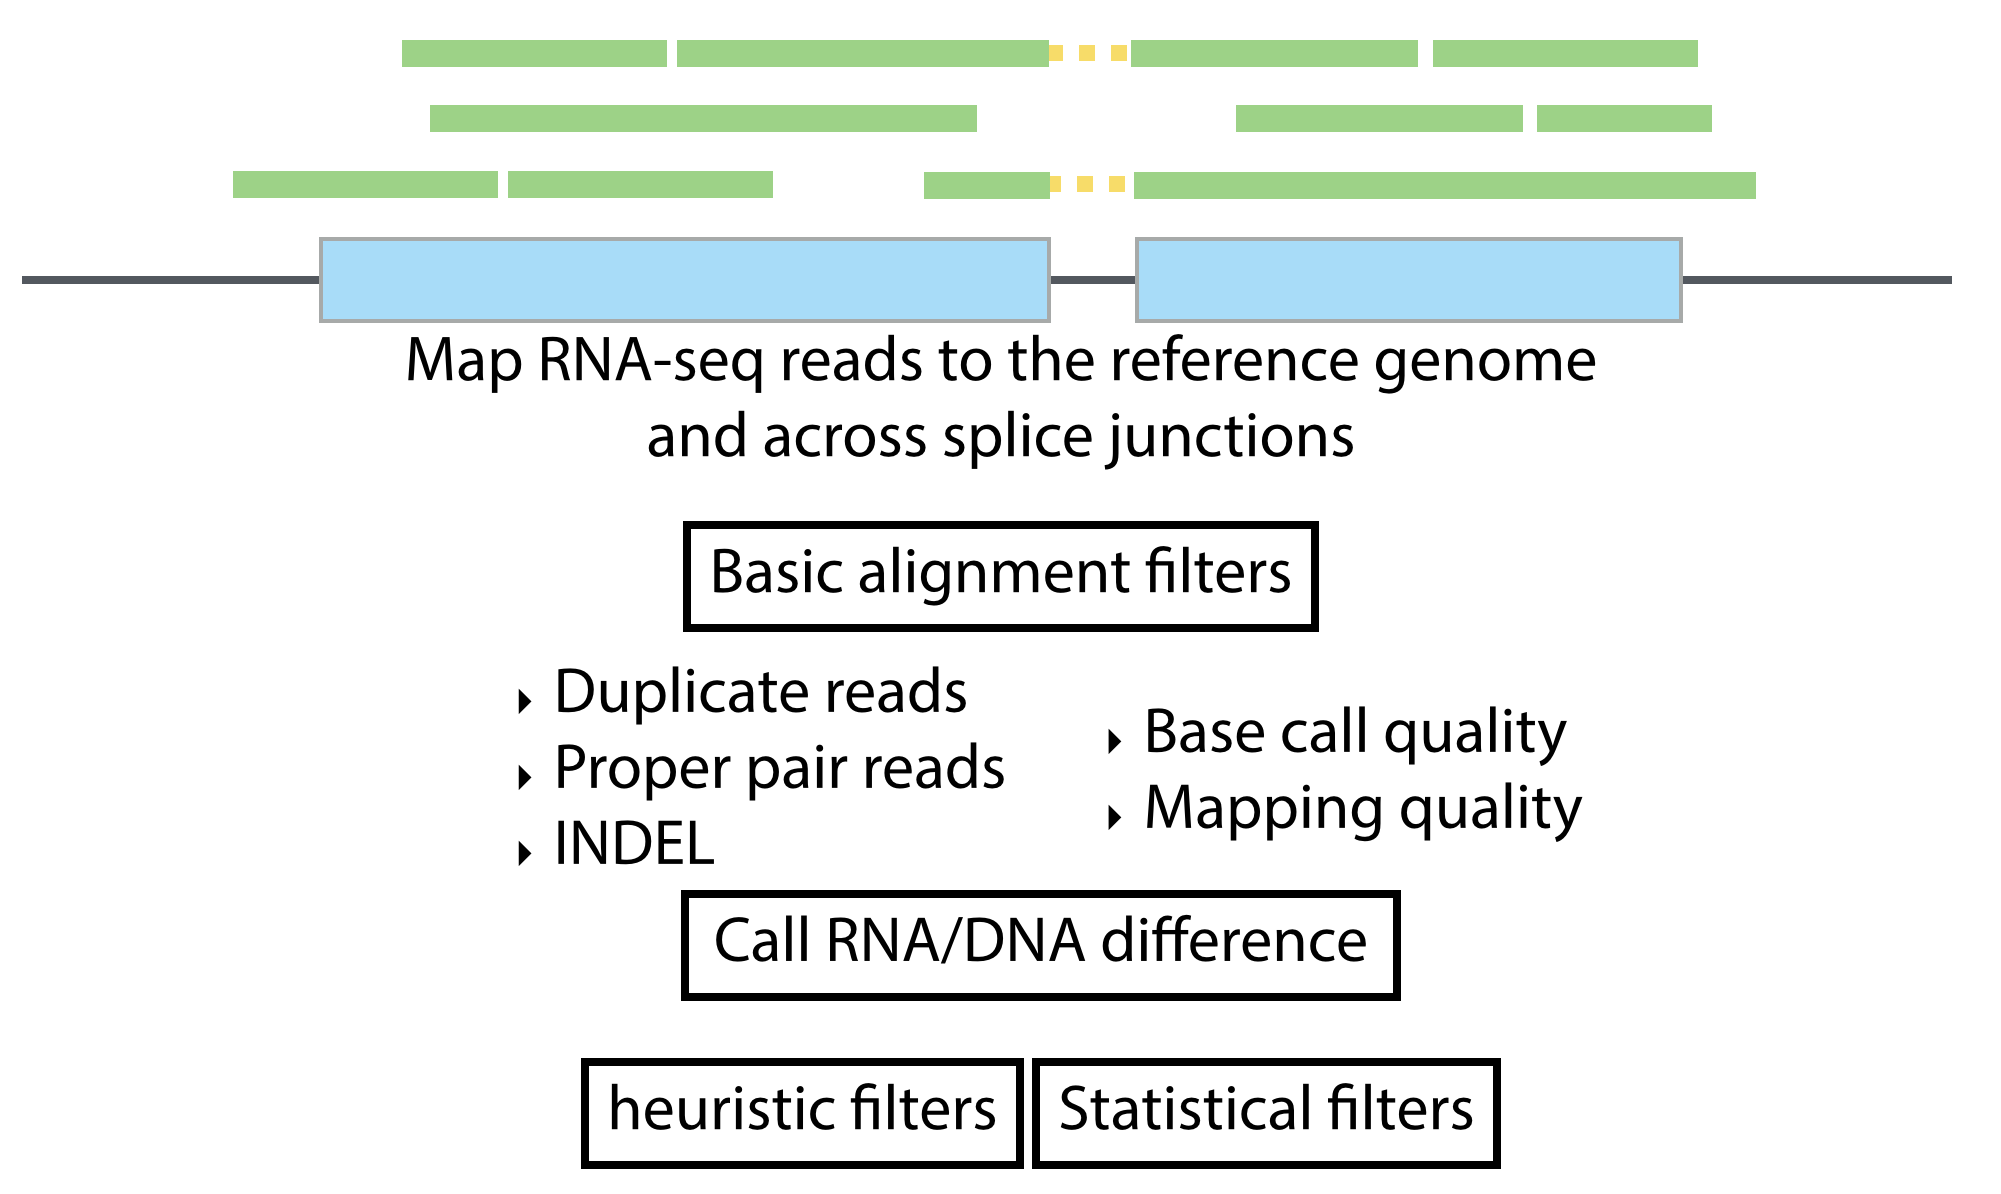 Map RNA-seq reads to the reference genome
and across splice junctions
Basic alignment filters
Duplicate reads
Proper pair reads
INDEL
Base call quality
Mapping quality
Call RNA/DNA difference
heuristic filters
Statistical filters